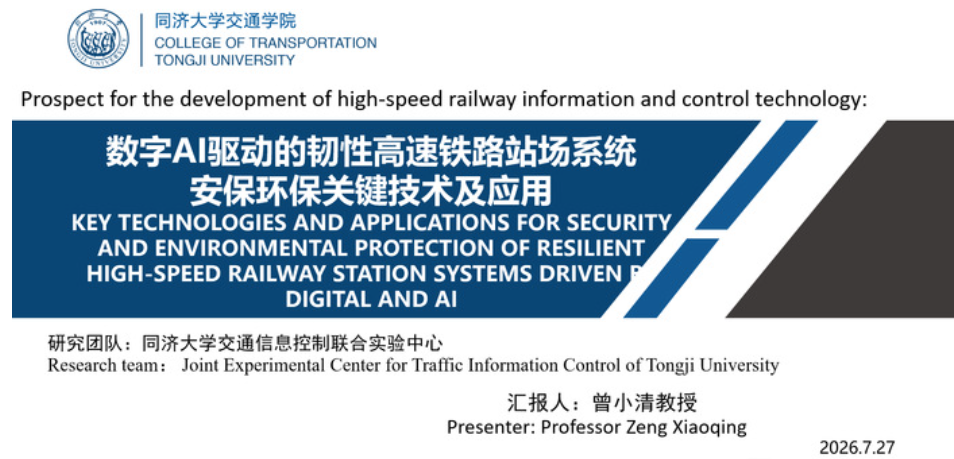 同济大学交通学院
COLLEGE OF TRANSPORTATION
TONGJI UNIVERSITY
Prospect for the development of high-speed railway information and control technology:
数字AI驱动的韧性高速铁路站场系统
安保环保关键技术及应用
KEY TECHNOLOGIES AND APPLICATIONS FOR SECURITY
AND ENVIRONMENTAL PROTECTION OF RESILIENT
HIGH-SPEED RAILWAY STATION SYSTEMS DRIVEN
DIGITAL AND AI
研究团队：同济大学交通信息控制联合实验中心
Research team： Joint Experimental Center for Traffic Information Control of Tongji University
汇报人：曾小清教授
Presenter: Professor Zeng Xiaoqing
2026.7.27